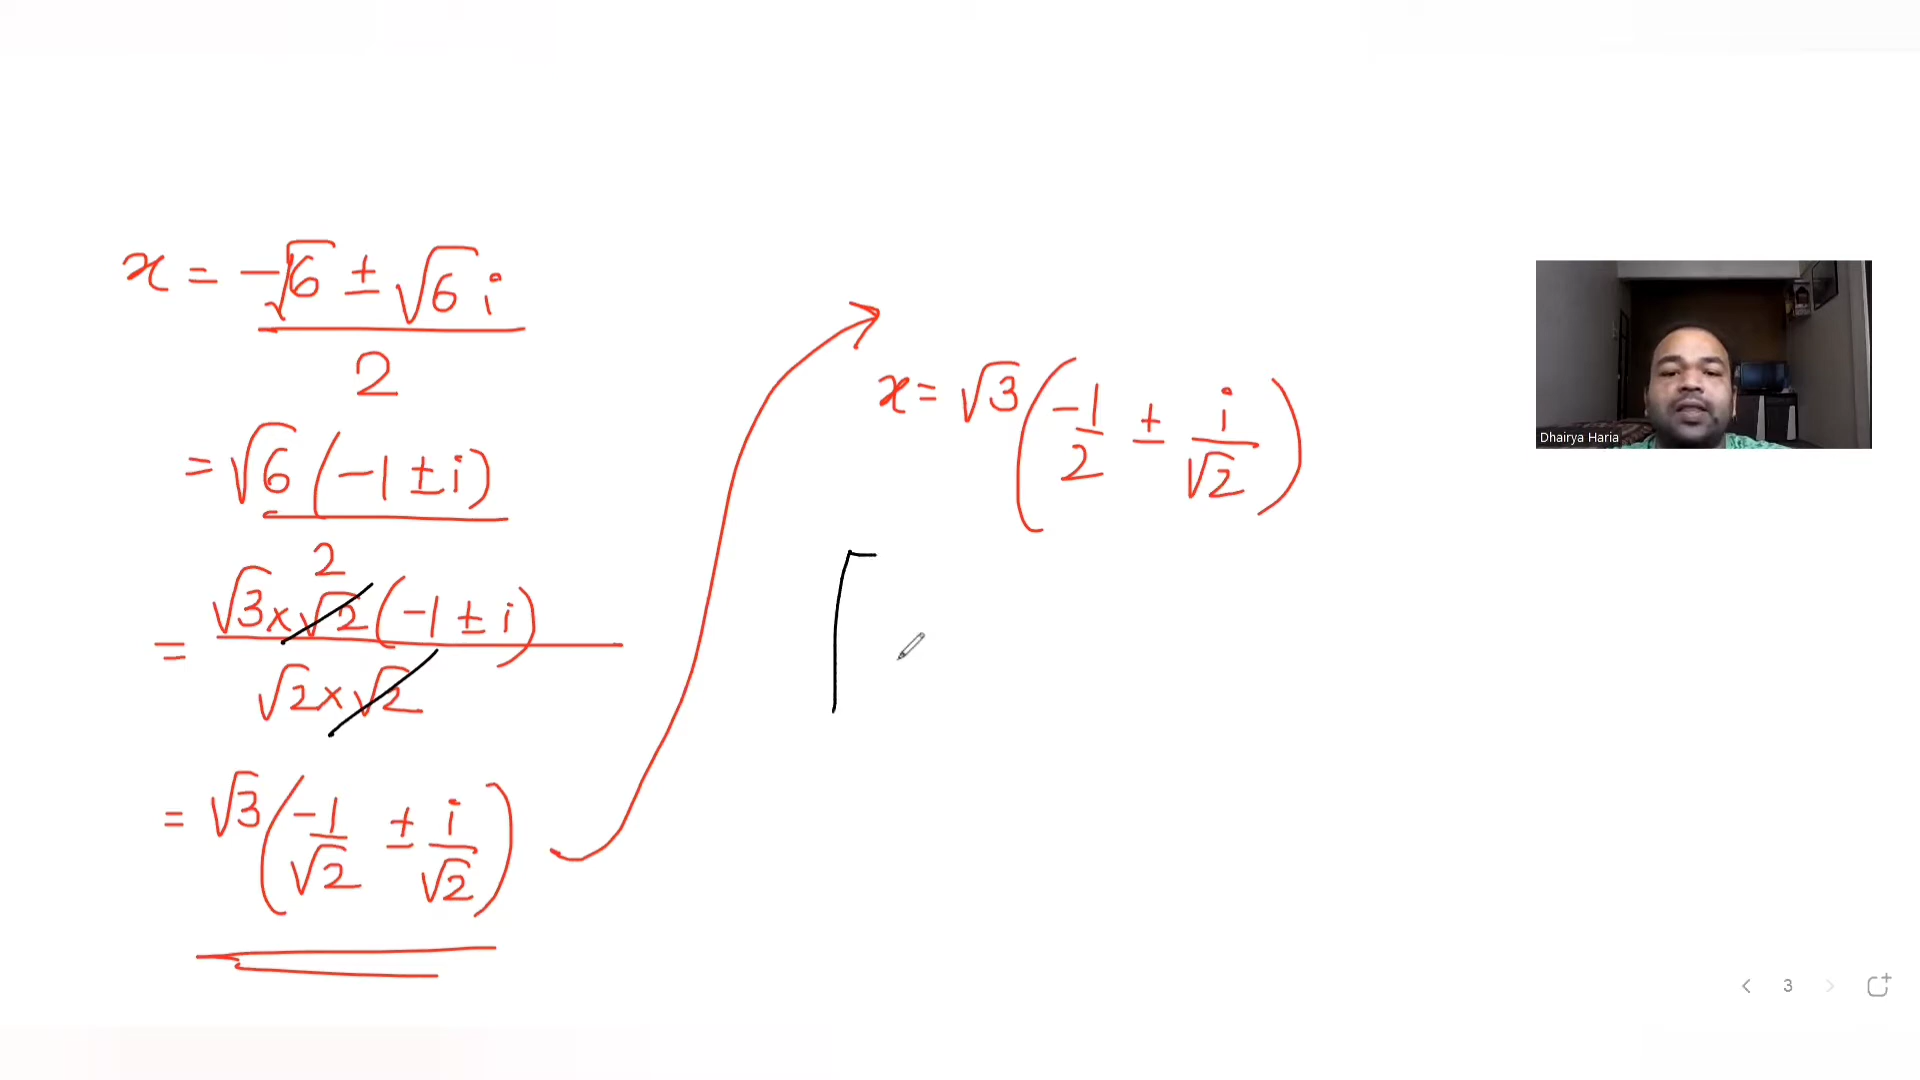 x = -√6 ± √6 i
2
= √6 (-1 ± i)
2
= √3 × √2 (-1 ± i)
√2 × √2
= √3 (-1/√2 ± i/√2)
x = √3 (-1/2 ± i/√2)
Dhairya Haria
< 3 >